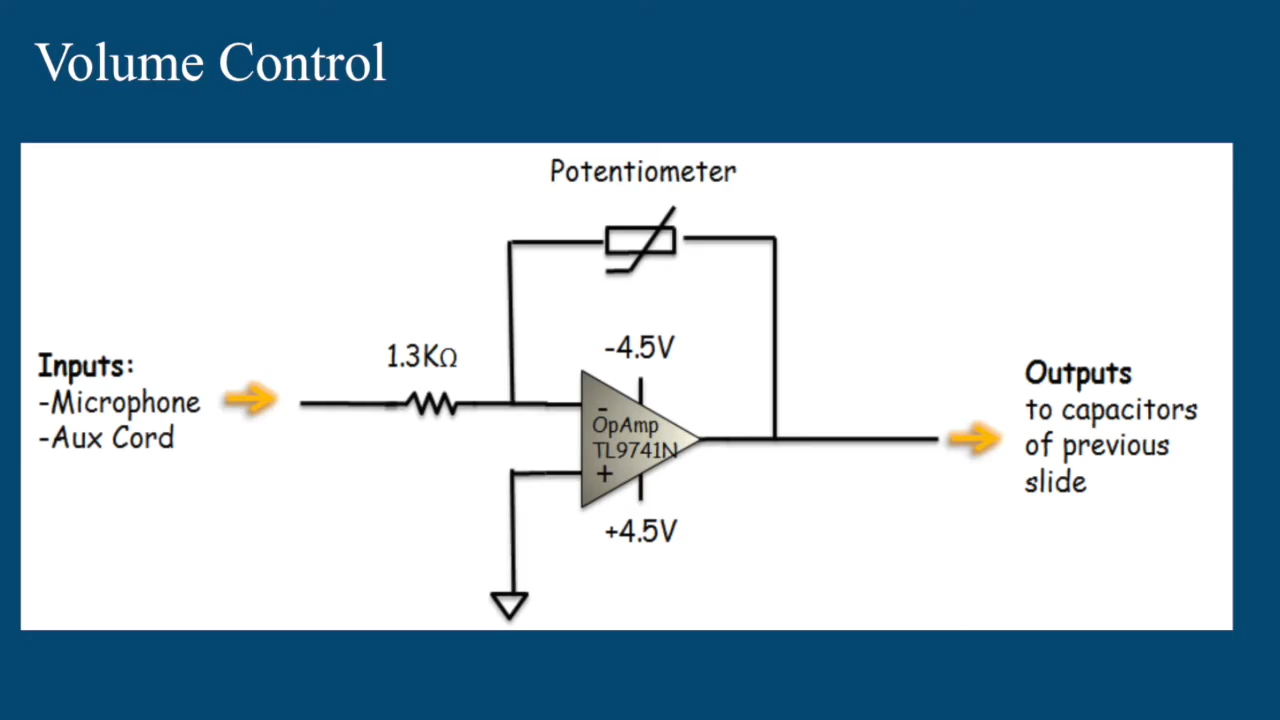 Volume Control
Potentiometer
1.3KΩ
-4.5V
Inputs:
-Microphone
-Aux Cord
-
OpAmp
TL9741N
+
+4.5V
Outputs
to capacitors
of previous
slide